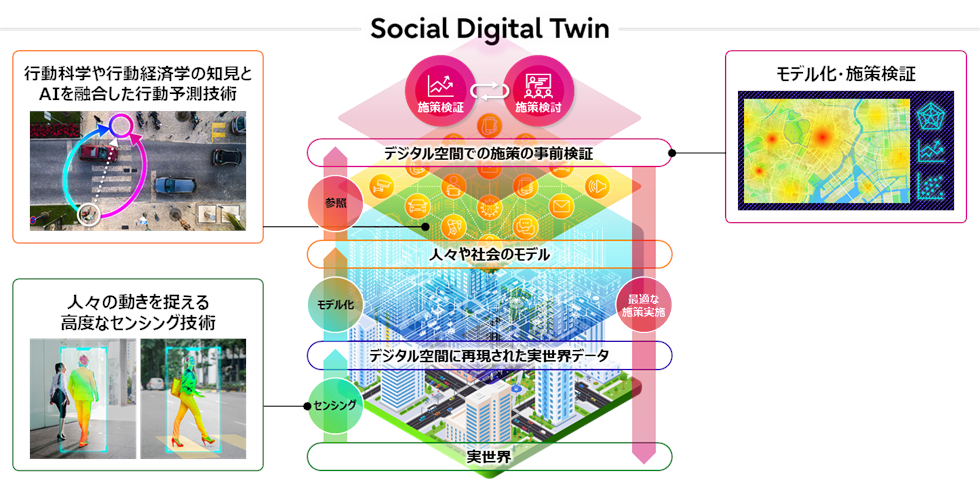 Social Digital Twin
行動科学や行動経済学の知見と
AIを融合した行動予測技術
施策検証
施策検討
モデル化・施策検証
デジタル空間での施策の事前検証
参照
人々や社会のモデル
人々の動きを捉える
高度なセンシング技術
モデル化
最適な
施策実施
デジタル空間に再現された実世界データ
センシング
実世界